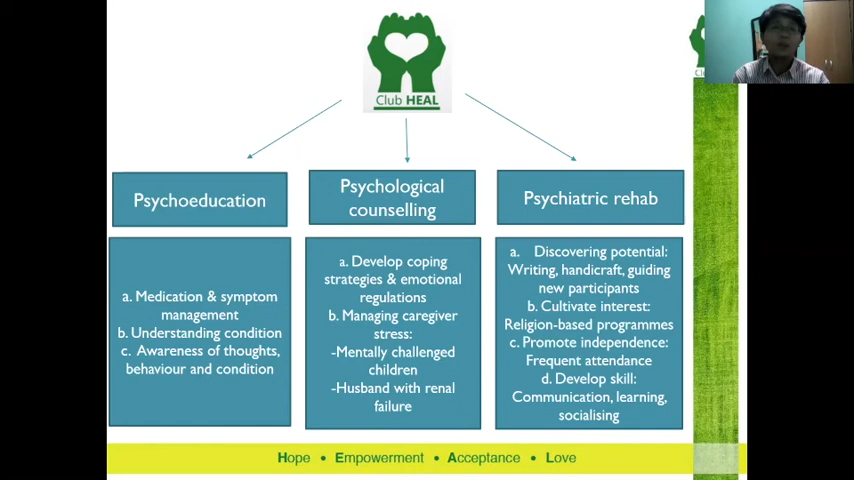 Club HEAL
Cl
Psychoeducation
a. Medication & symptom
management
b. Understanding condition
c. Awareness of thoughts,
behaviour and condition
Psychological
counselling
a. Develop coping
strategies & emotional
regulations
b. Managing caregiver
stress:
-Mentally challenged
children
-Husband with renal
failure
Psychiatric rehab
a. Discovering potential:
Writing, handicraft, guiding
new participants
b. Cultivate interest:
Religion-based programmes
c. Promote independence:
Frequent attendance
d. Develop skill:
Communication, learning,
socialising
Hope • Empowerment • Acceptance • Love